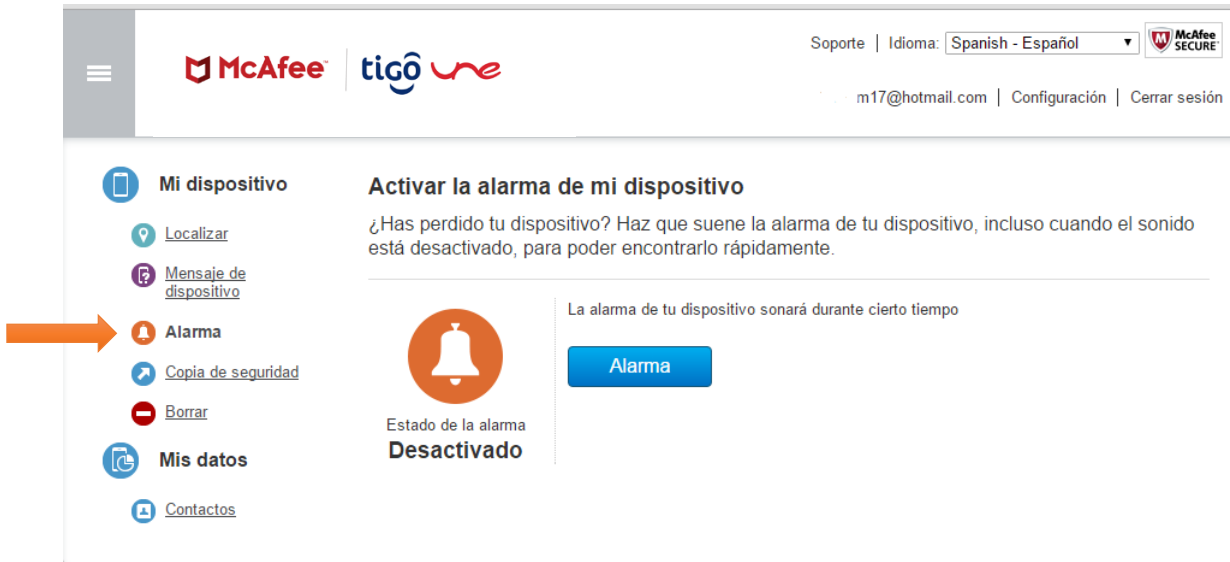 Soporte | Idioma: Spanish - Español
McAfee SECURE
McAfee tigô une
m17@hotmail.com | Configuración | Cerrar sesión
Mi dispositivo
Localizar
Mensaje de
dispositivo
Alarma
Copia de seguridad
Borrar
Mis datos
Contactos
Activar la alarma de mi dispositivo
¿Has perdido tu dispositivo? Haz que suene la alarma de tu dispositivo, incluso cuando el sonido
está desactivado, para poder encontrarlo rápidamente.
Estado de la alarma
Desactivado
La alarma de tu dispositivo sonará durante cierto tiempo
Alarma